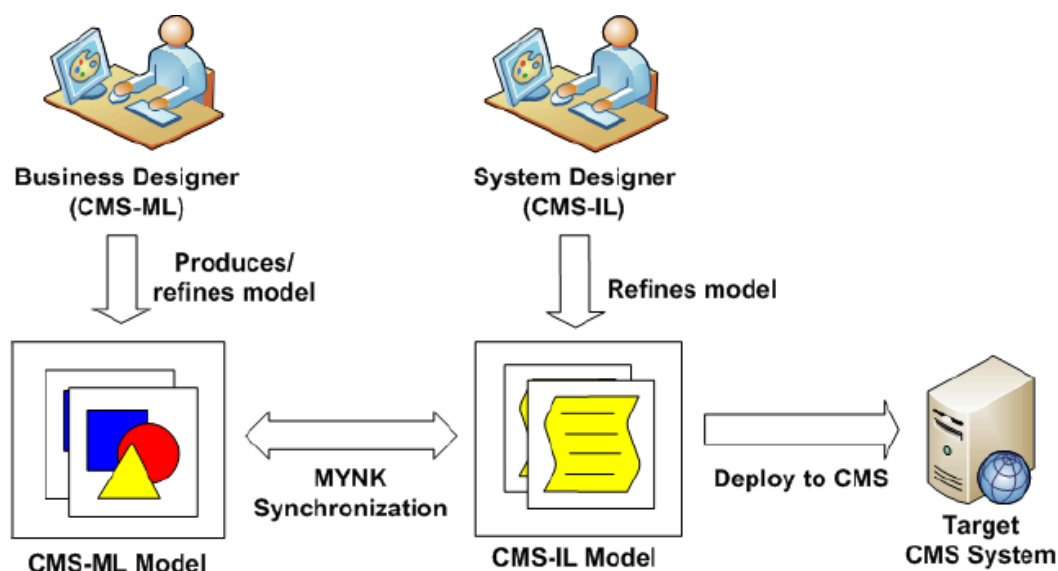 Business Designer
(CMS-ML)
System Designer
(CMS-IL)
Produces/
refines model
Refines model
MYNK
Synchronization
Deploy to CMS
CMS-ML Model
CMS-IL Model
Target
CMS System